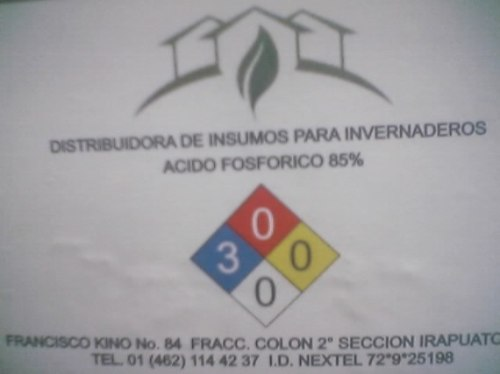 DISTRIBUIDORA DE INSUMOS PARA INVERNADEROS
ACIDO FOSFORICO 85%
0
3 0
0
FRANCISCO KINO No. 84 FRACC. COLON 2° SECCION IRAPUATO
TEL. 01 (462) 114 42 37 I.D. NEXTEL 72*9*25198